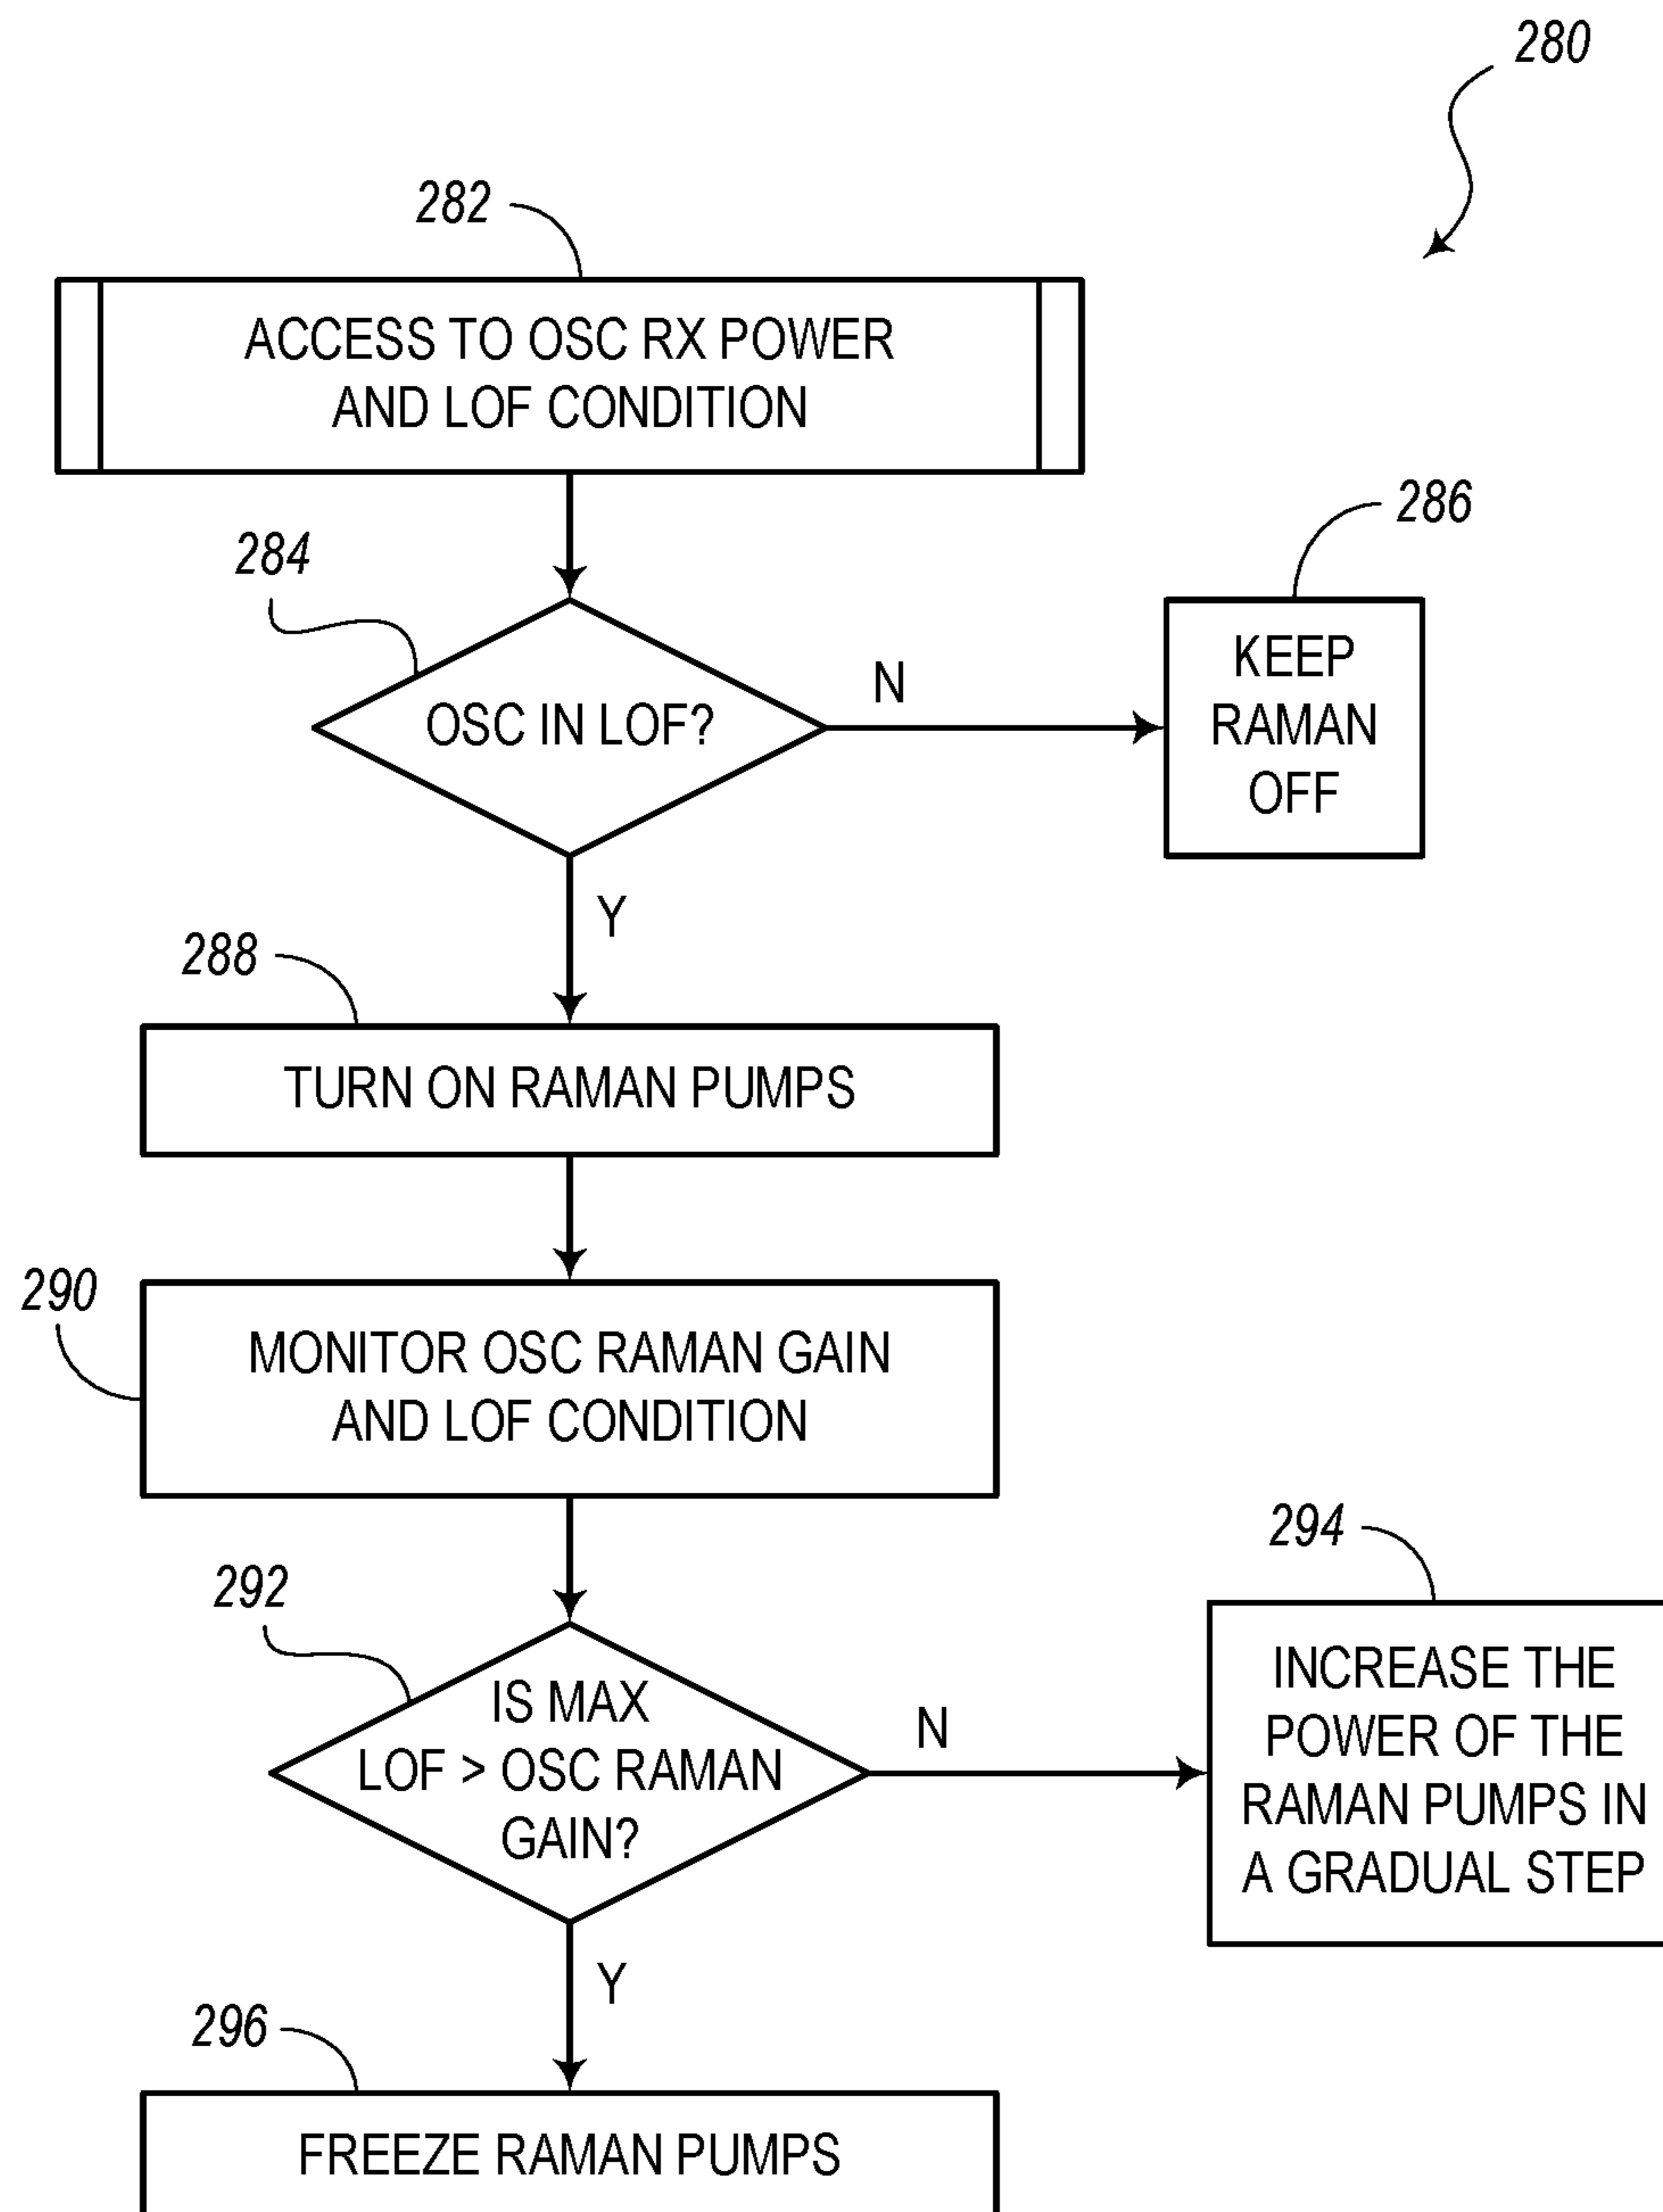 280
282
ACCESS TO OSC RX POWER
AND LOF CONDITION
284
OSC IN LOF?
N
286
KEEP
RAMAN
OFF
Y
288
TURN ON RAMAN PUMPS
290
MONITOR OSC RAMAN GAIN
AND LOF CONDITION
292
IS MAX
LOF > OSC RAMAN
GAIN?
N
294
INCREASE THE
POWER OF THE
RAMAN PUMPS IN
A GRADUAL STEP
Y
296
FREEZE RAMAN PUMPS